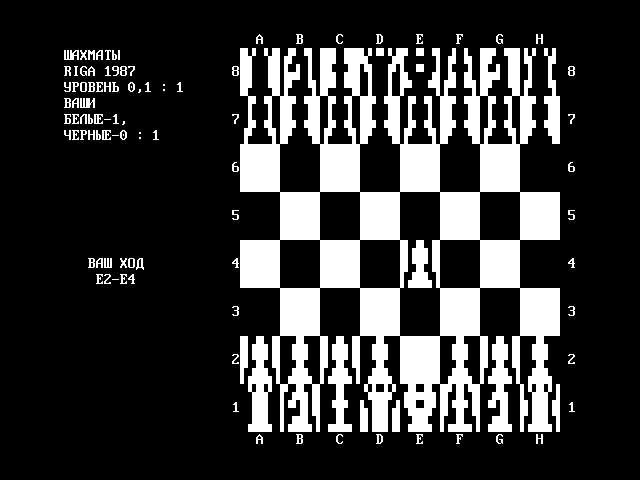 ШАХМАТЫ
RIGA 1987
УРОВЕНЬ 0,1 : 1
ВАШИ
БЕЛЫЕ-1,
ЧЕРНЫЕ-0 : 1
ВАШ ХОД
E2-E4
A B C D E F G H
8 8
7 7
6 6
5 5
4 4
3 3
2 2
1 1
A B C D E F G H